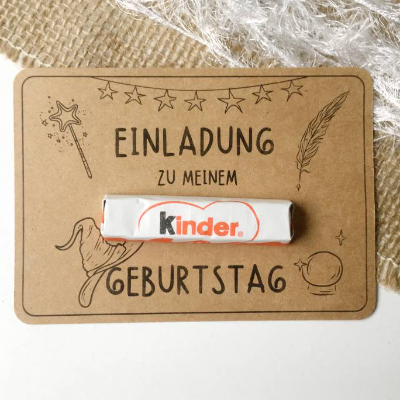 EINLADUNG
ZU MEINEM
kinder®
GEBURTSTAG